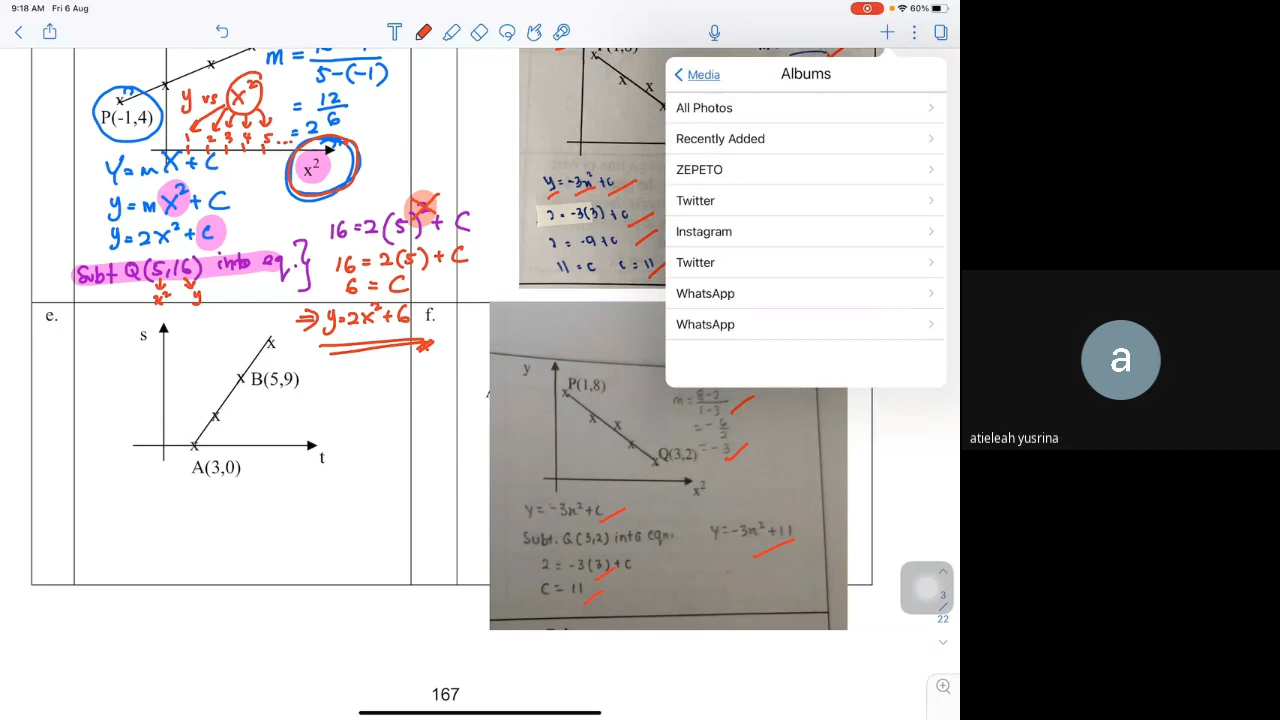 9:18 AM Fri 6 Aug
60%
T
m =
5-(-1)
= 12
6
= 2
y vs x²
1 2 3 4 5 ...
P(-1,4)
x²
Y = mX + C
y = mx² + C
y = 2x² + c
Subt Q(5,16) into eq.
x² y
16 = 2(5)² + C
16 = 2(5) + C
6 = C
⇒ y = 2x² + 6
y = -3x² + c
2 = -3(3) + c
2 = -9 + c
11 = c c = 11
Media
Albums
All Photos
Recently Added
ZEPETO
Twitter
Instagram
Twitter
WhatsApp
WhatsApp
e.
s
B(5,9)
A(3,0)
t
f.
y
P(1,8)
Q(3,2)
x²
m = 8-2
1-3
= - 6
2
= - 3
y = -3x² + c
Subt. Q(3,2) into eqn.
2 = -3(3) + c
c = 11
y = -3x² + 11
3
/
22
167
a
atieleah yusrina